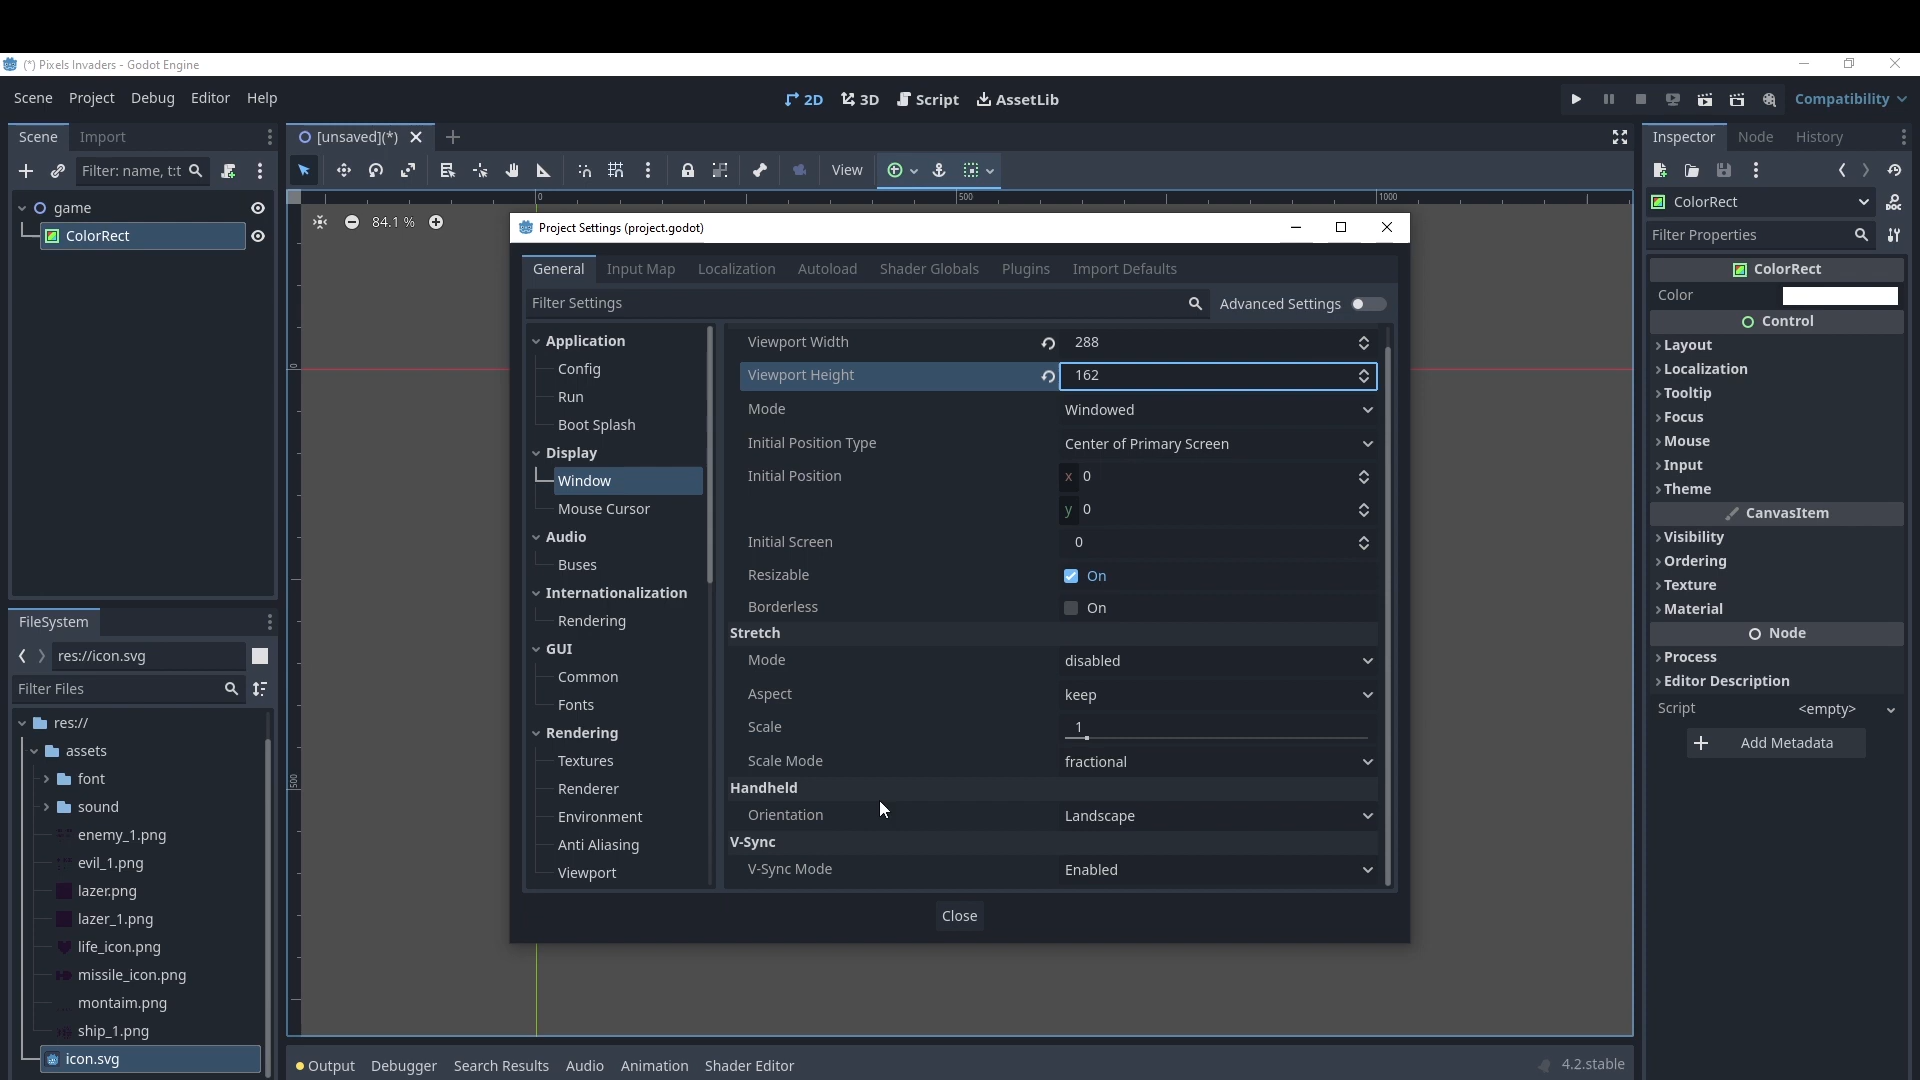 (*) Pixels Invaders - Godot Engine
Scene Project Debug Editor Help
2D 3D Script AssetLib
Compatibility
Scene Import
Filter: name, t:t
game
ColorRect
FileSystem
res://icon.svg
Filter Files
res://
assets
font
sound
enemy_1.png
evil_1.png
lazer.png
lazer_1.png
life_icon.png
missile_icon.png
montaim.png
ship_1.png
icon.svg
[unsaved](*)
View
0 500 1000
84.1 %
0
500
Project Settings (project.godot)
General Input Map Localization Autoload Shader Globals Plugins Import Defaults
Filter Settings
Advanced Settings
Application
Config
Run
Boot Splash
Display
Window
Mouse Cursor
Audio
Buses
Internationalization
Rendering
GUI
Common
Fonts
Rendering
Textures
Renderer
Environment
Anti Aliasing
Viewport
Viewport Width 288
Viewport Height 162
Mode Windowed
Initial Position Type Center of Primary Screen
Initial Position x 0
y 0
Initial Screen 0
Resizable On
Borderless On
Stretch
Mode disabled
Aspect keep
Scale 1
Scale Mode fractional
Handheld
Orientation Landscape
V-Sync
V-Sync Mode Enabled
Close
Output Debugger Search Results Audio Animation Shader Editor
4.2.stable
Inspector Node History
ColorRect
Filter Properties
ColorRect
Color
Control
Layout
Localization
Tooltip
Focus
Mouse
Input
Theme
CanvasItem
Visibility
Ordering
Texture
Material
Node
Process
Editor Description
Script <empty>
Add Metadata